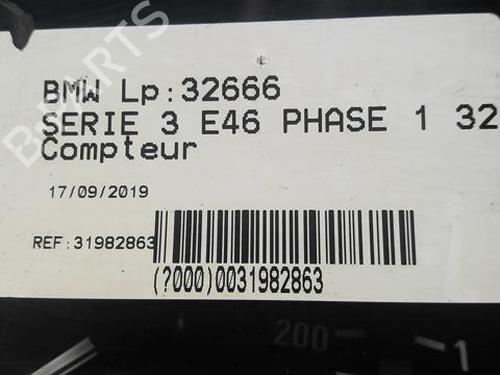 BMW Lp:32666
SERIE 3 E46 PHASE 1 32
Compteur
17/09/2019
REF:31982863
(?000)0031982863
200
1